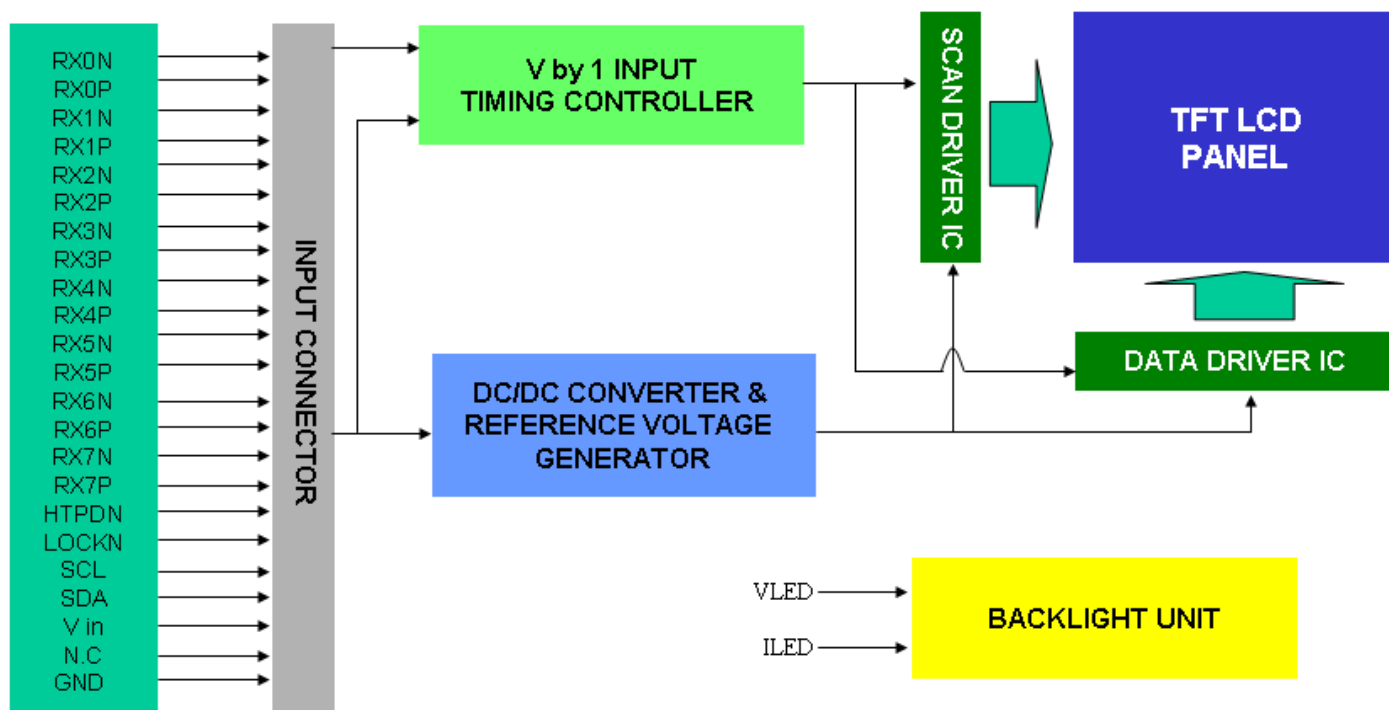 RX0N
RX0P
RX1N
RX1P
RX2N
RX2P
RX3N
RX3P
RX4N
RX4P
RX5N
RX5P
RX6N
RX6P
RX7N
RX7P
HTPDN
LOCKN
SCL
SDA
V in
N.C
GND
INPUT CONNECTOR
V by 1 INPUT
TIMING CONTROLLER
DC/DC CONVERTER &
REFERENCE VOLTAGE
GENERATOR
SCAN DRIVER IC
TFT LCD
PANEL
DATA DRIVER IC
VLED
ILED
BACKLIGHT UNIT